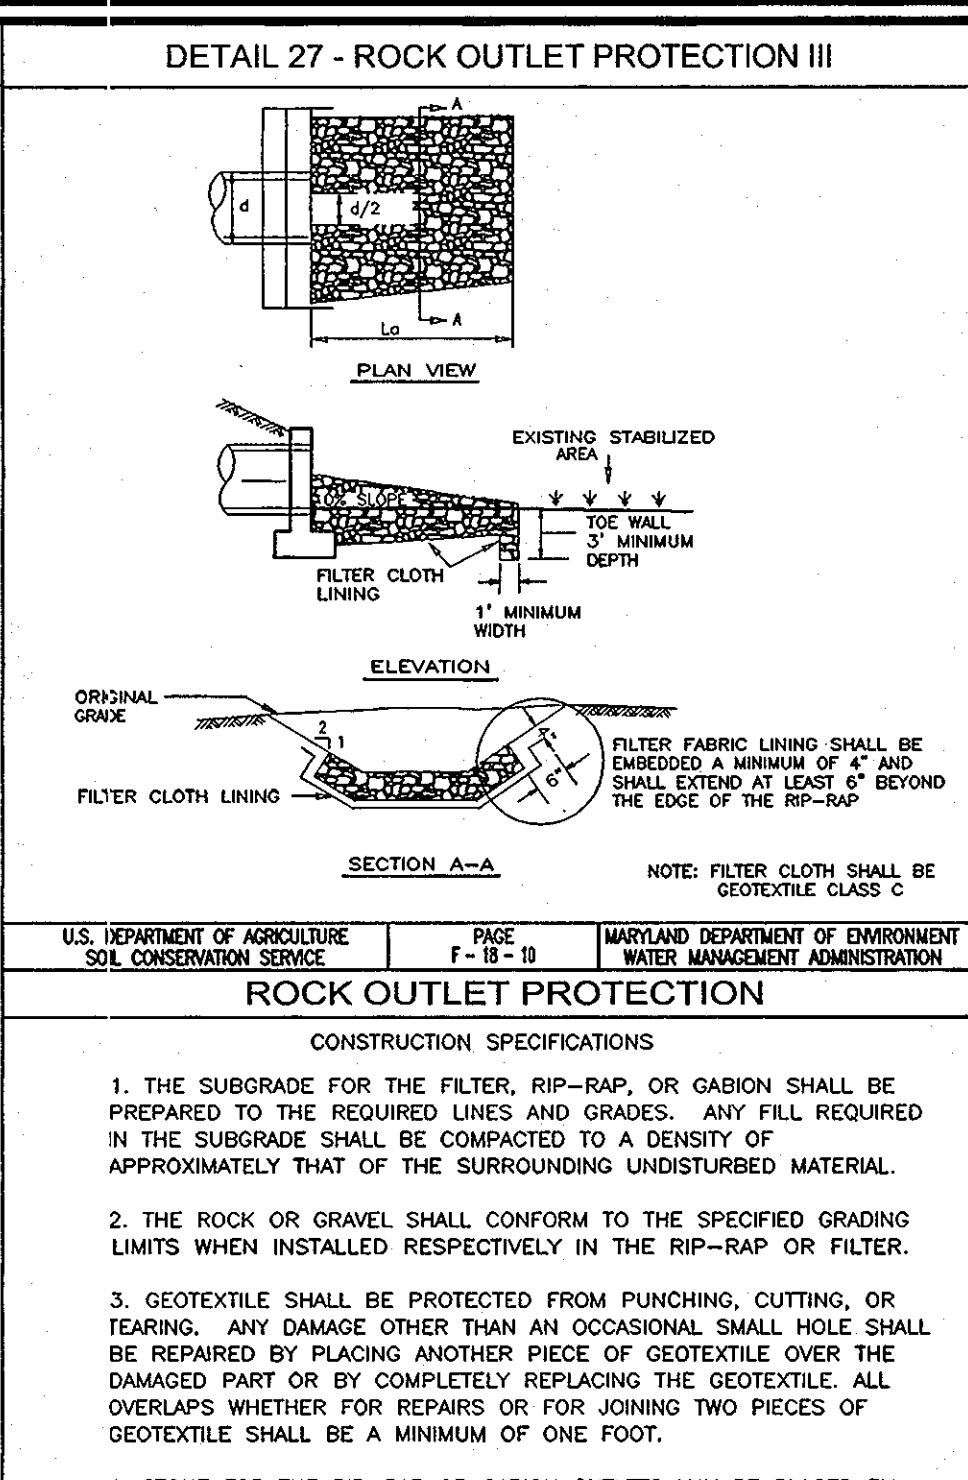 DETAIL 27 - ROCK OUTLET PROTECTION III
A
d
d/2
A
La
PLAN VIEW
EXISTING STABILIZED
AREA
0% SLOPE
TOE WALL
3' MINIMUM
DEPTH
FILTER CLOTH
LINING
1' MINIMUM
WIDTH
ELEVATION
ORIGINAL
GRADE
2
1
4"
6"
FILTER FABRIC LINING SHALL BE
EMBEDDED A MINIMUM OF 4" AND
SHALL EXTEND AT LEAST 6" BEYOND
THE EDGE OF THE RIP-RAP
FILTER CLOTH LINING
SECTION A-A
NOTE: FILTER CLOTH SHALL BE
GEOTEXTILE CLASS C
U.S. DEPARTMENT OF AGRICULTURE
SOIL CONSERVATION SERVICE
PAGE
F - 18 - 10
MARYLAND DEPARTMENT OF ENVIRONMENT
WATER MANAGEMENT ADMINISTRATION
ROCK OUTLET PROTECTION
CONSTRUCTION SPECIFICATIONS
1. THE SUBGRADE FOR THE FILTER, RIP-RAP, OR GABION SHALL BE
PREPARED TO THE REQUIRED LINES AND GRADES. ANY FILL REQUIRED
IN THE SUBGRADE SHALL BE COMPACTED TO A DENSITY OF
APPROXIMATELY THAT OF THE SURROUNDING UNDISTURBED MATERIAL.
2. THE ROCK OR GRAVEL SHALL CONFORM TO THE SPECIFIED GRADING
LIMITS WHEN INSTALLED RESPECTIVELY IN THE RIP-RAP OR FILTER.
3. GEOTEXTILE SHALL BE PROTECTED FROM PUNCHING, CUTTING, OR
TEARING. ANY DAMAGE OTHER THAN AN OCCASIONAL SMALL HOLE SHALL
BE REPAIRED BY PLACING ANOTHER PIECE OF GEOTEXTILE OVER THE
DAMAGED PART OR BY COMPLETELY REPLACING THE GEOTEXTILE. ALL
OVERLAPS WHETHER FOR REPAIRS OR FOR JOINING TWO PIECES OF
GEOTEXTILE SHALL BE A MINIMUM OF ONE FOOT.